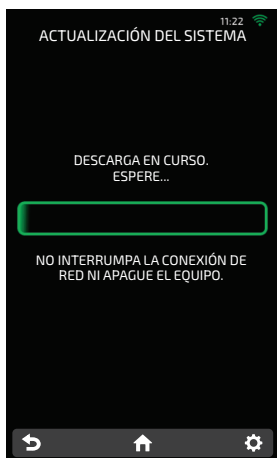 11:22
ACTUALIZACIÓN DEL SISTEMA
DESCARGA EN CURSO.
ESPERE...
NO INTERRUMPA LA CONEXIÓN DE
RED NI APAGUE EL EQUIPO.